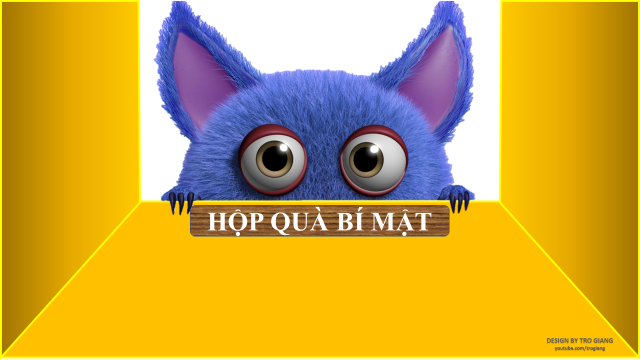 HỘP QUÀ BÍ MẬT
DESIGN BY TRO GIANG
youtube.com/trogiang